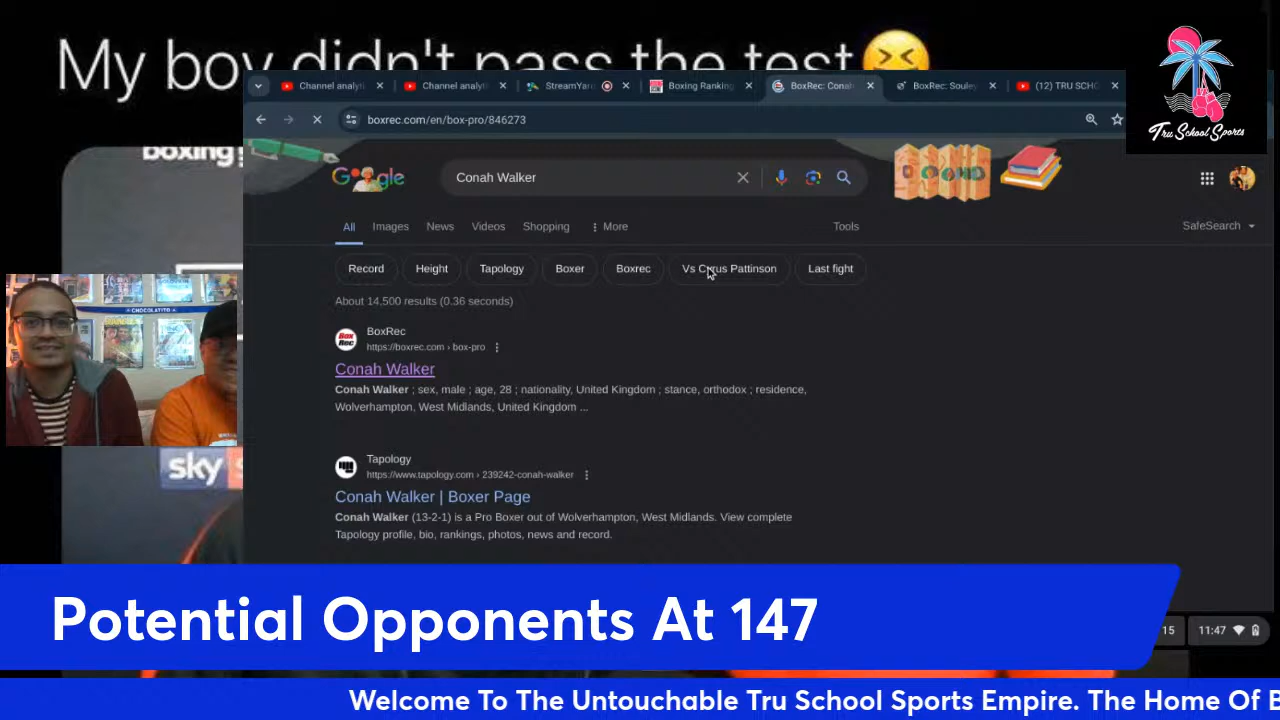 My boy didn't pass the test
Channel analyti
Channel analyti
StreamYar
Boxing Ranking
BoxRec: Conah
BoxRec: Souley
(12) TRU SCHO
boxrec.com/en/box-pro/846273
Tru School Sports
boxing
Google
Conah Walker
All
Images
News
Videos
Shopping
More
Tools
SafeSearch
Record
Height
Tapology
Boxer
Boxrec
Vs Cyrus Pattinson
Last fight
About 14,500 results (0.36 seconds)
CHOCOLATITO
BoxRec
https://boxrec.com › box-pro
Conah Walker
Conah Walker ; sex, male ; age, 28 ; nationality, United Kingdom ; stance, orthodox ; residence,
Wolverhampton, West Midlands, United Kingdom ...
Tapology
https://www.tapology.com › 239242-conah-walker
Conah Walker | Boxer Page
Conah Walker (13-2-1) is a Pro Boxer out of Wolverhampton, West Midlands. View complete
Tapology profile, bio, rankings, photos, news and record.
sky
Potential Opponents At 147
15
11:47
Welcome To The Untouchable Tru School Sports Empire. The Home Of